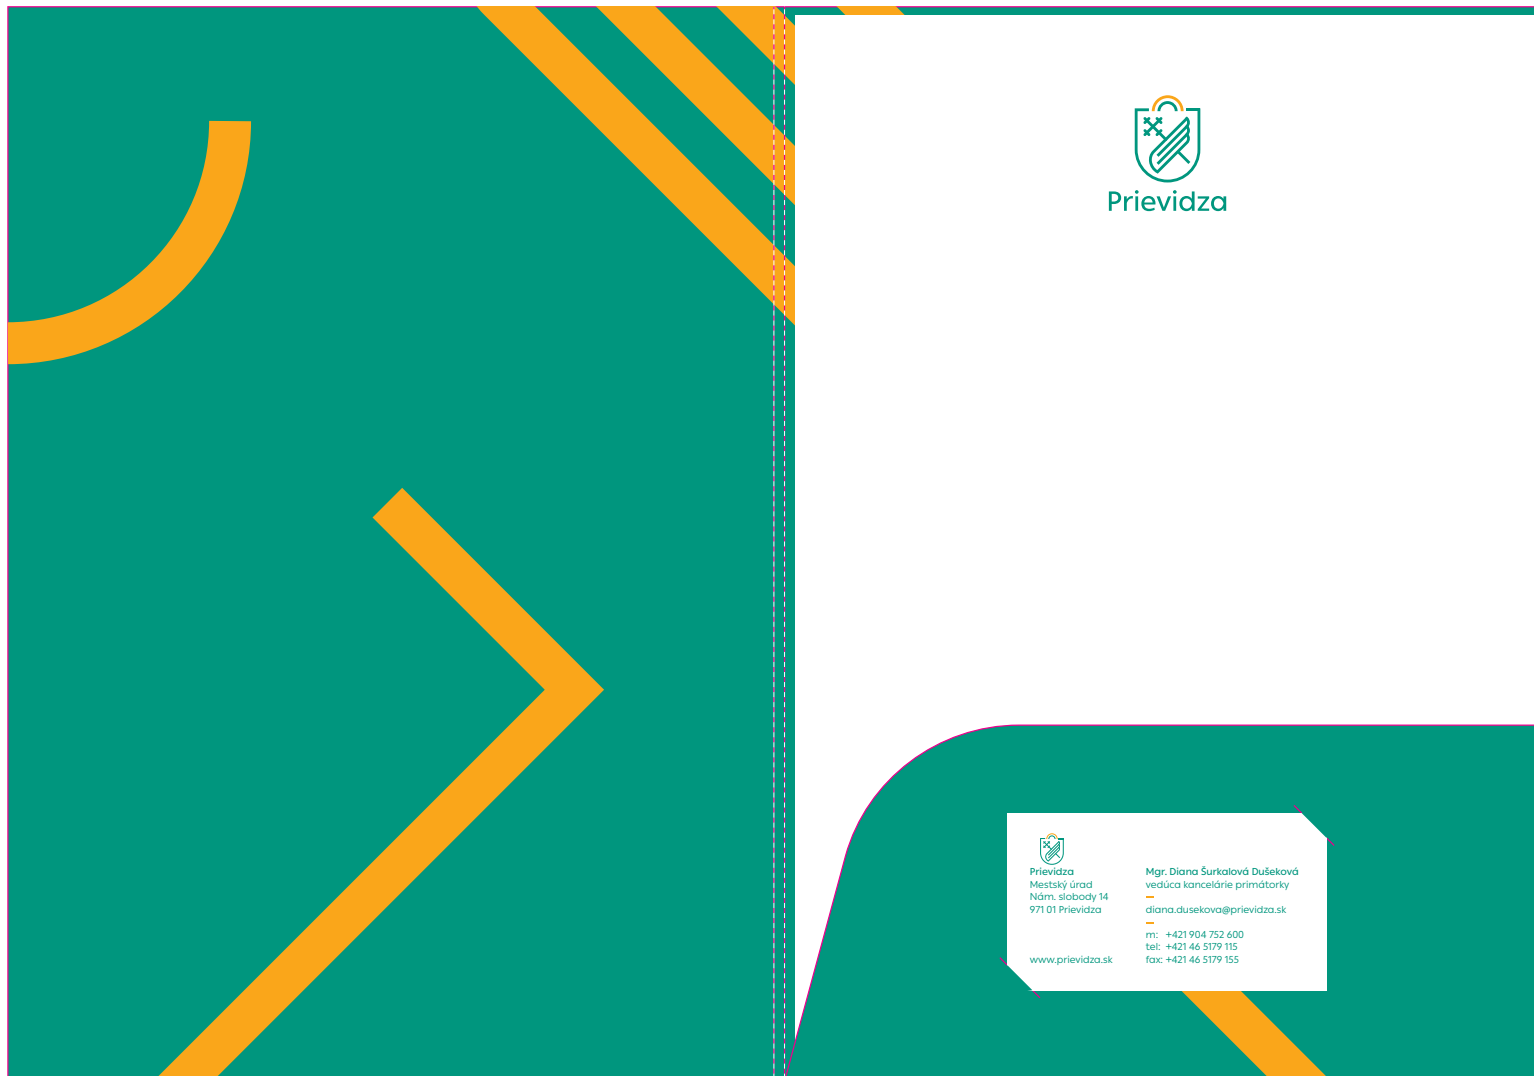 Prievidza
Prievidza
Mestský úrad
Nám. slobody 14
971 01 Prievidza
www.prievidza.sk
Mgr. Diana Šurkalová Dušeková
vedúca kancelárie primátorky
diana.dusekova@prievidza.sk
m: +421 904 752 600
tel: +421 46 5179 115
fax: +421 46 5179 155